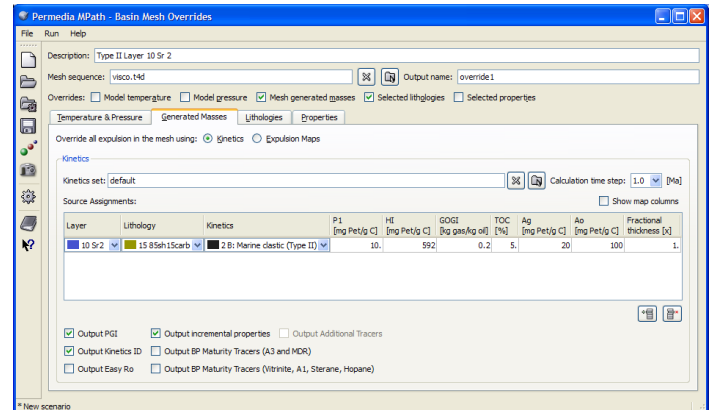 Permedia MPath - Basin Mesh Overrides
File Run Help
Description: Type II Layer 10 Sr 2
Mesh sequence: visco.t4d Output name: override1
Overrides: Model temperature Model pressure Mesh generated masses Selected lithologies Selected properties
Temperature & Pressure Generated Masses Lithologies Properties
Override all expulsion in the mesh using: Kinetics Expulsion Maps
Kinetics
Kinetics set: default Calculation time step: 1.0 [Ma]
Source Assignments: Show map columns
Layer Lithology Kinetics P1 [mg Pet/g C] HI [mg Pet/g C] GOGI [kg gas/kg oil] TOC [%] Ag [mg Pet/g C] Ao [mg Pet/g C] Fractional thickness [x]
10 Sr2 15 85sh15carb 2 B: Marine clastic (Type II) 10. 592 0.2 5. 20 100 1.
Output PGI Output incremental properties Output Additional Tracers
Output Kinetics ID Output BP Maturity Tracers (A3 and MDR)
Output Easy Ro Output BP Maturity Tracers (Vitrinite, A1, Sterane, Hopane)
* New scenario